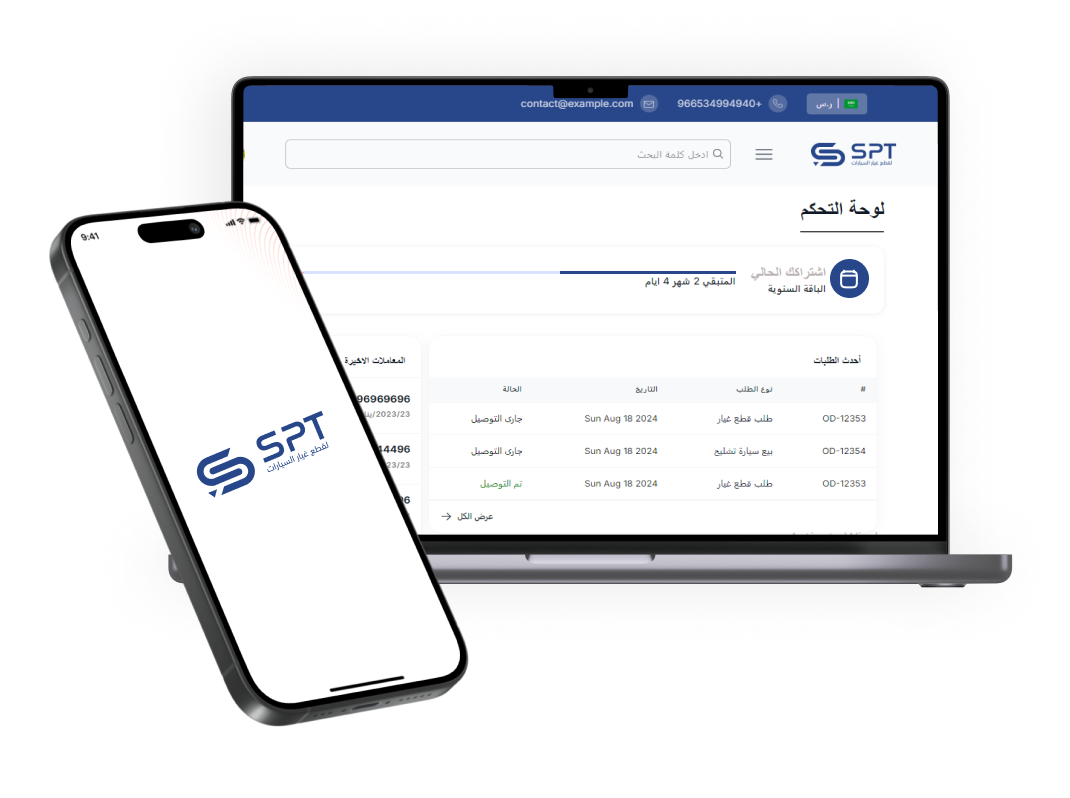 ر.س
+966534994940
contact@example.com
SPT
لقطع غيار السيارات
ادخل كلمة البحث
لوحة التحكم
اشتراكك الحالي
الباقة السنوية
المتبقي 2 شهر 4 ايام
أحدث الطلبات
# نوع الطلب التاريخ الحالة
OD-12353 طلب قطع غيار Sun Aug 18 2024 جارى التوصيل
OD-12354 بيع سيارة تشليح Sun Aug 18 2024 جارى التوصيل
OD-12353 طلب قطع غيار Sun Aug 18 2024 تم التوصيل
عرض الكل
المعاملات الاخيرة
96969696
2023/23/ينا
44496
23/23
96
9:41
SPT
لقطع غيار السيارات